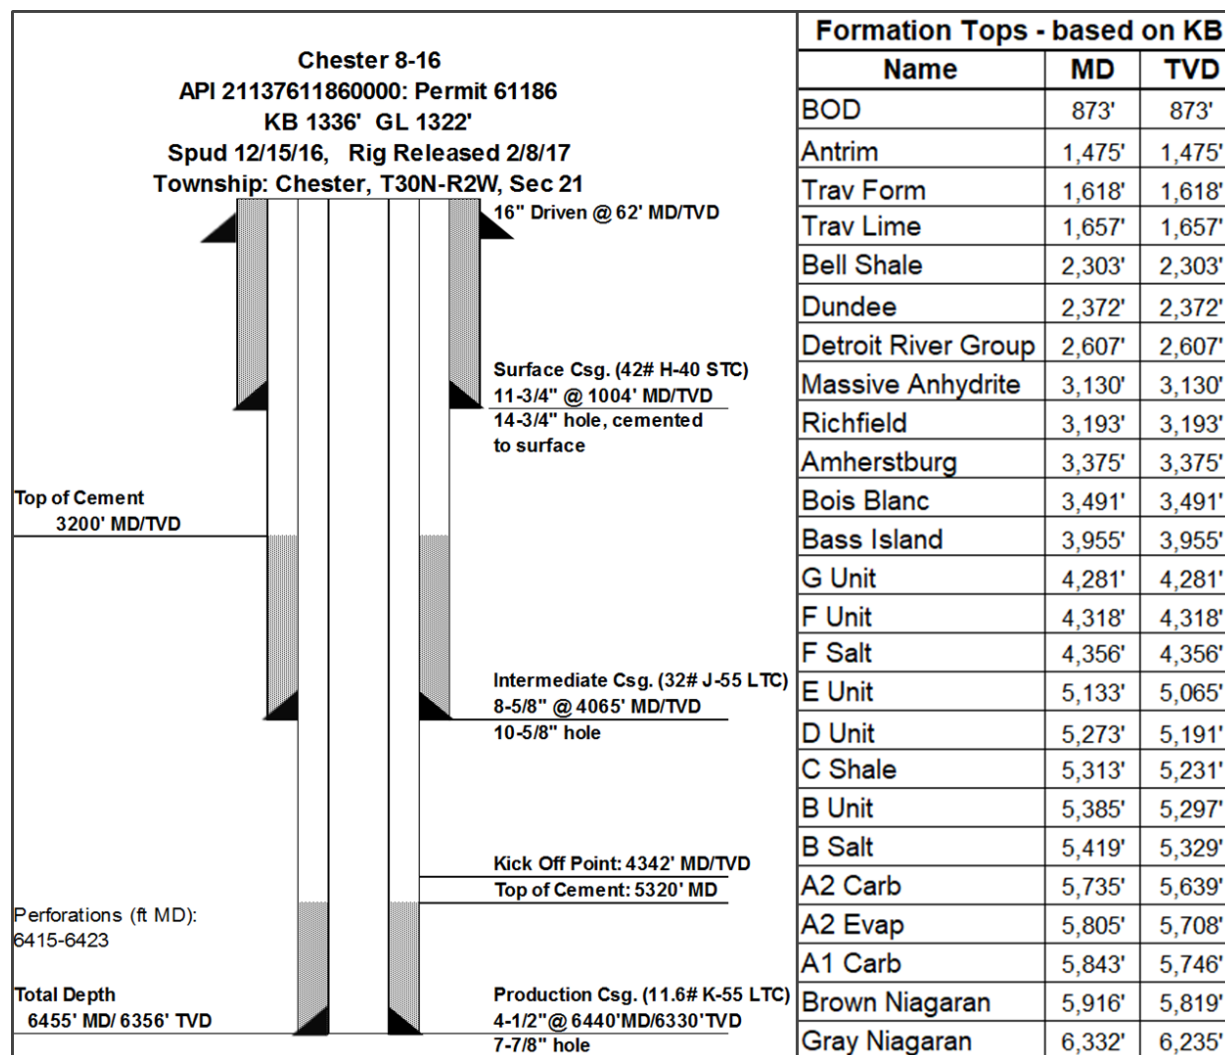 Chester 8-16
API 21137611860000: Permit 61186
KB 1336' GL 1322'
Spud 12/15/16, Rig Released 2/8/17
Township: Chester, T30N-R2W, Sec 21
16" Driven @ 62' MD/TVD
Surface Csg. (42# H-40 STC)
11-3/4" @ 1004' MD/TVD
14-3/4" hole, cemented
to surface
Top of Cement
3200' MD/TVD
Intermediate Csg. (32# J-55 LTC)
8-5/8" @ 4065' MD/TVD
10-5/8" hole
Kick Off Point: 4342' MD/TVD
Top of Cement: 5320' MD
Perforations (ft MD):
6415-6423
Total Depth
6455' MD/ 6356' TVD
Production Csg. (11.6# K-55 LTC)
4-1/2"@ 6440'MD/6330'TVD
7-7/8" hole
Formation Tops - based on KB
Name MD TVD
BOD 873' 873'
Antrim 1,475' 1,475'
Trav Form 1,618' 1,618'
Trav Lime 1,657' 1,657'
Bell Shale 2,303' 2,303'
Dundee 2,372' 2,372'
Detroit River Group 2,607' 2,607'
Massive Anhydrite 3,130' 3,130'
Richfield 3,193' 3,193'
Amherstburg 3,375' 3,375'
Bois Blanc 3,491' 3,491'
Bass Island 3,955' 3,955'
G Unit 4,281' 4,281'
F Unit 4,318' 4,318'
F Salt 4,356' 4,356'
E Unit 5,133' 5,065'
D Unit 5,273' 5,191'
C Shale 5,313' 5,231'
B Unit 5,385' 5,297'
B Salt 5,419' 5,329'
A2 Carb 5,735' 5,639'
A2 Evap 5,805' 5,708'
A1 Carb 5,843' 5,746'
Brown Niagaran 5,916' 5,819'
Gray Niagaran 6,332' 6,235'